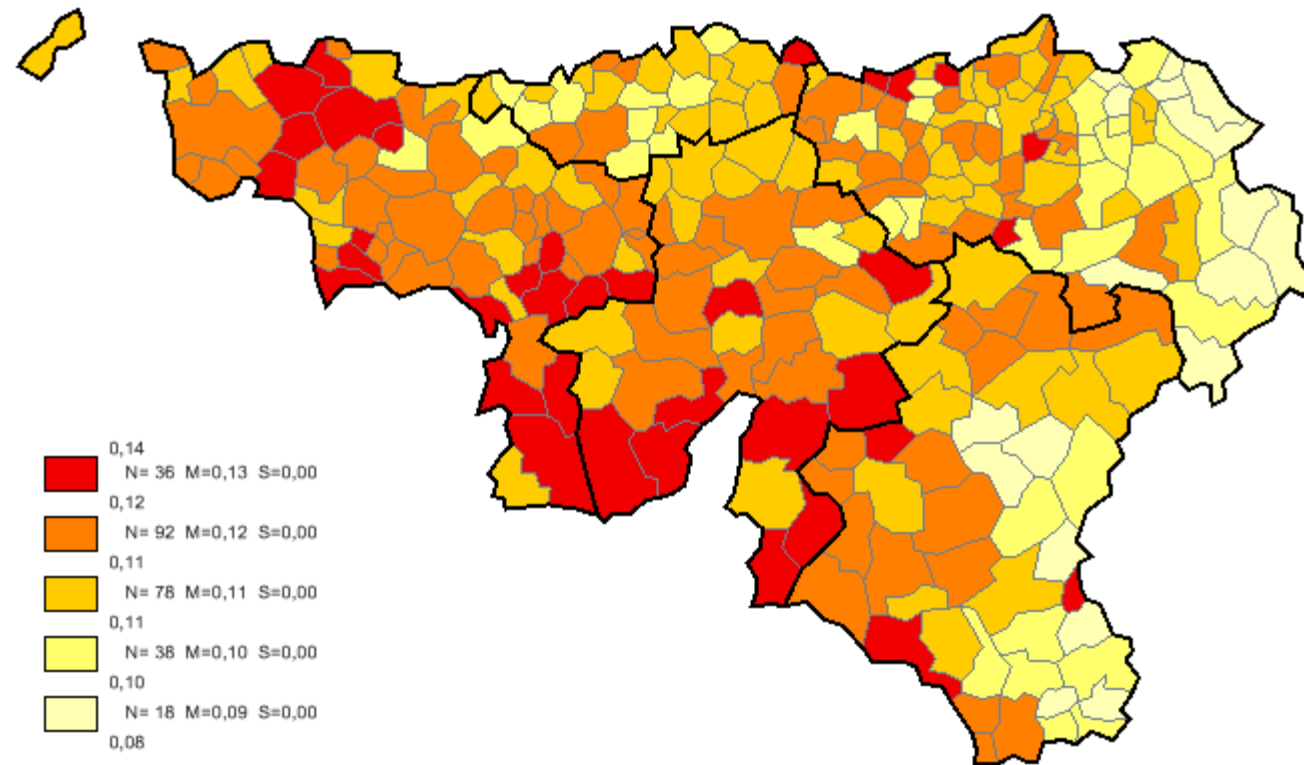 0,14
N= 36 M=0,13 S=0,00
0,12
N= 92 M=0,12 S=0,00
0,11
N= 78 M=0,11 S=0,00
0,11
N= 38 M=0,10 S=0,00
0,10
N= 18 M=0,09 S=0,00
0,08